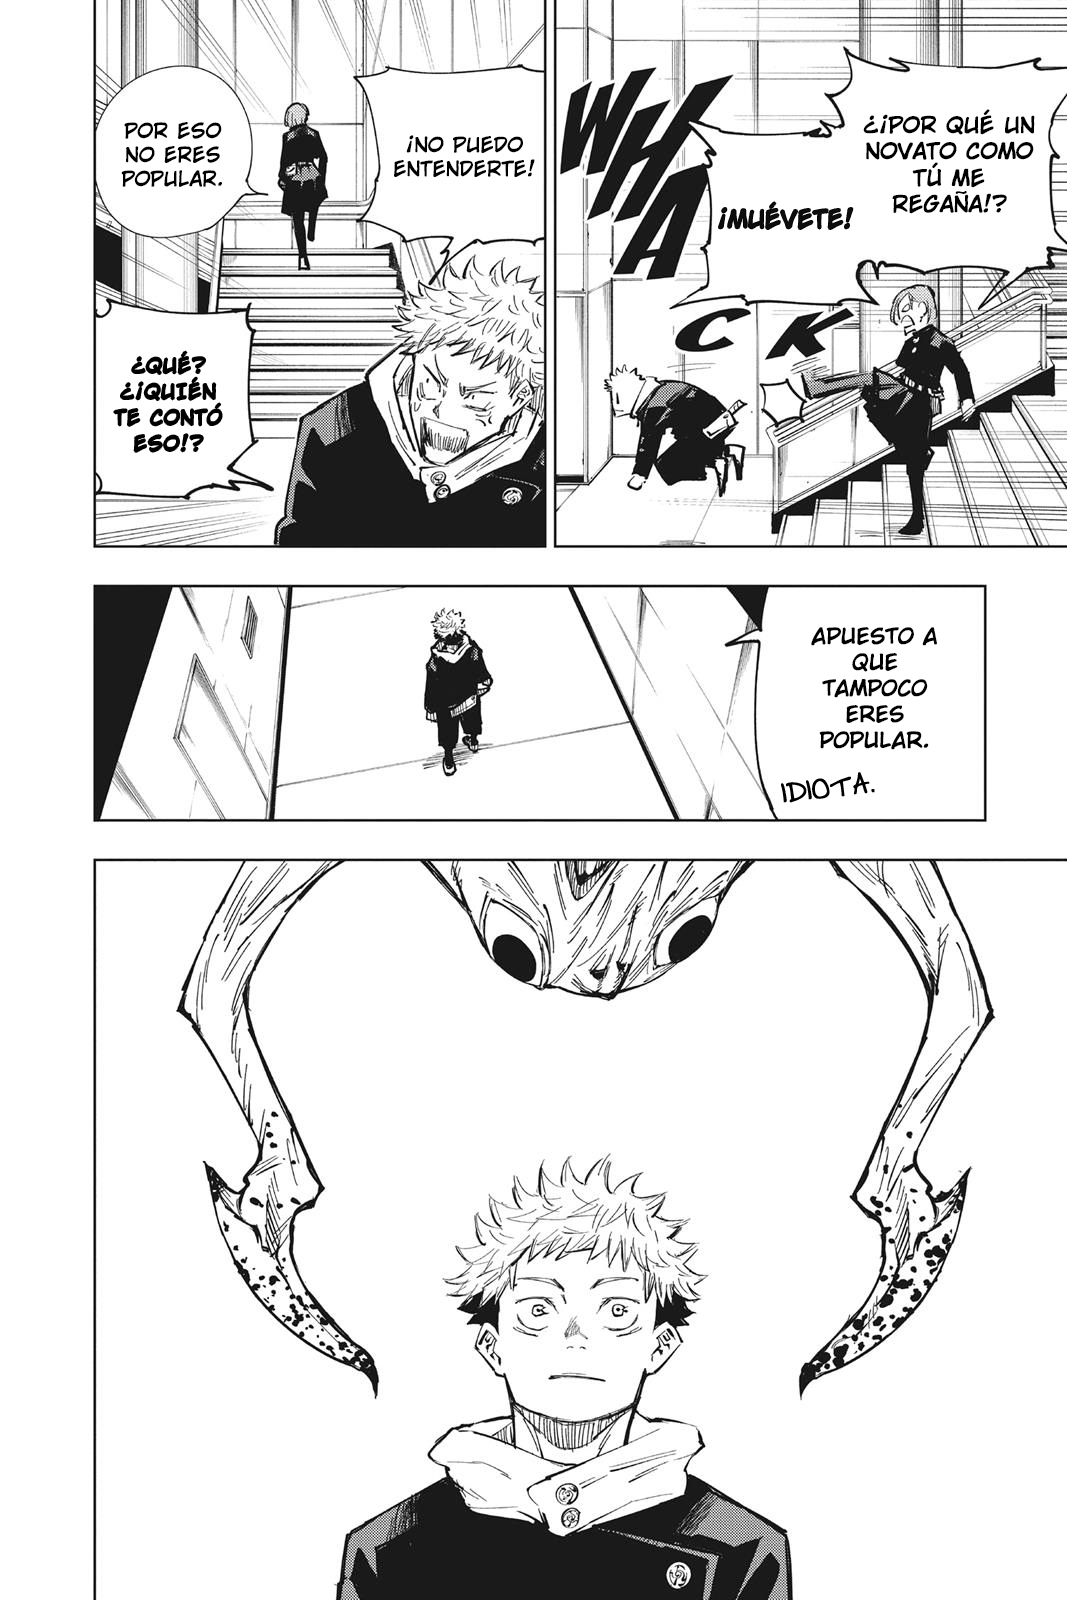 ¿¡POR QUÉ UN
NOVATO COMO
TÚ ME
REGAÑA!?
¡MUÉVETE!
WHA
CK
¡NO PUEDO
ENTENDERTE!
POR ESO
NO ERES
POPULAR.
¿QUÉ?
¿¡QUIÉN
TE CONTÓ
ESO!?
APUESTO A
QUE
TAMPOCO
ERES
POPULAR.
IDIOTA.